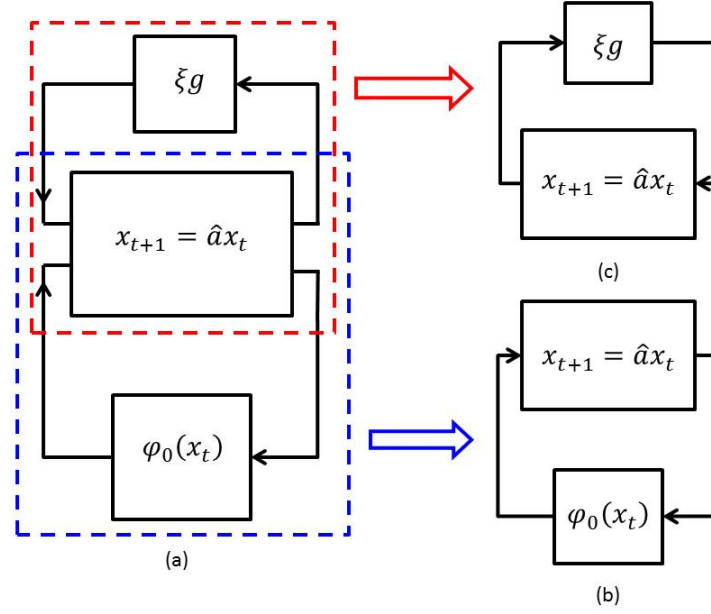 ξg
x_{t+1} = âx_t
φ_0(x_t)
(a)
ξg
x_{t+1} = âx_t
(c)
x_{t+1} = âx_t
φ_0(x_t)
(b)